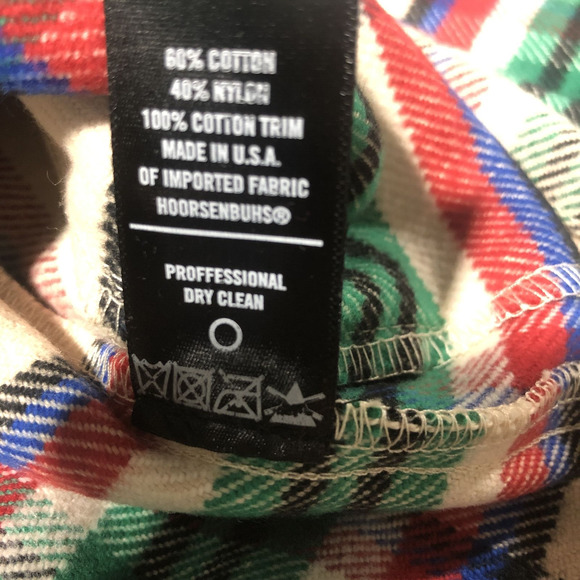 60% COTTON
40% NYLON
100% COTTON TRIM
MADE IN U.S.A.
OF IMPORTED FABRIC
HOORSENBUHS®
PROFFESSIONAL
DRY CLEAN